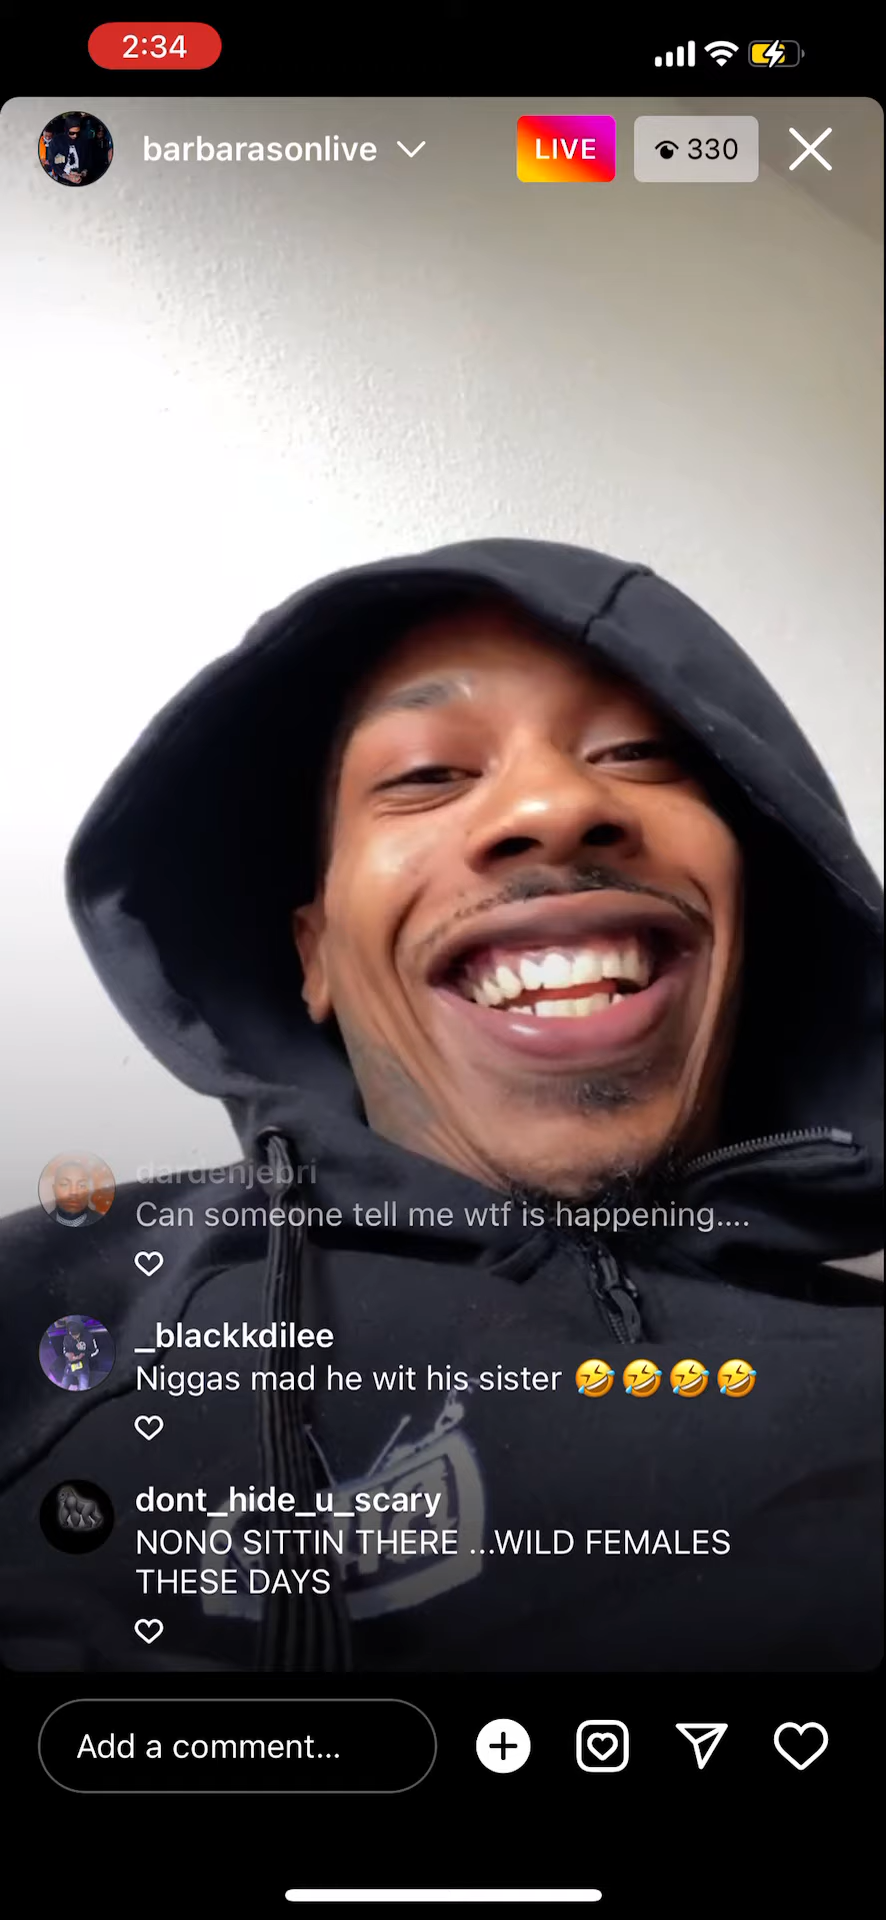 2:34
barbarasonlive
LIVE
330
dardenjebri
Can someone tell me wtf is happening....
_blackkdilee
Niggas mad he wit his sister 🤣🤣🤣🤣
dont_hide_u_scary
NONO SITTIN THERE ...WILD FEMALES
THESE DAYS
Add a comment...